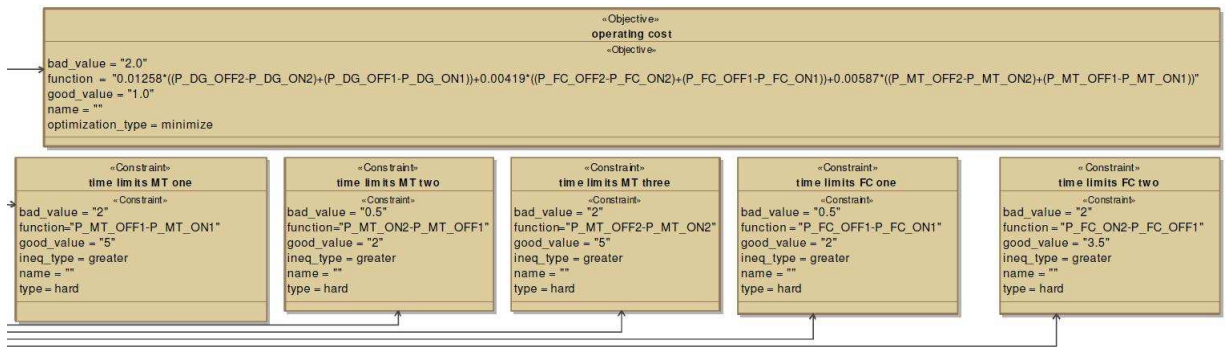 «Objective»
operating cost
«Objective»
bad_value = "2.0"
function = "0.01258*((P_DG_OFF2-P_DG_ON2)+(P_DG_OFF1-P_DG_ON1))+0.00419*((P_FC_OFF2-P_FC_ON2)+(P_FC_OFF1-P_FC_ON1))+0.00587*((P_MT_OFF2-P_MT_ON2)+(P_MT_OFF1-P_MT_ON1))"
good_value = "1.0"
name = ""
optimization_type = minimize
«Constraint»
time limits MT one
«Constraint»
bad_value = "2"
function="P_MT_OFF1-P_MT_ON1"
good_value = "5"
ineq_type = greater
name = ""
type = hard
«Constraint»
time limits MT two
«Constraint»
bad_value = "0.5"
function="P_MT_ON2-P_MT_OFF1"
good_value = "2"
ineq_type = greater
name = ""
type = hard
«Constraint»
time limits MT three
«Constraint»
bad_value = "2"
function="P_MT_OFF2-P_MT_ON2"
good_value = "5"
ineq_type = greater
name = ""
type = hard
«Constraint»
time limits FC one
«Constraint»
bad_value = "0.5"
function = "P_FC_OFF1-P_FC_ON1"
good_value = "2"
ineq_type = greater
name = ""
type = hard
«Constraint»
time limits FC two
«Constraint»
bad_value = "2"
function = "P_FC_ON2-P_FC_OFF1"
good_value = "3.5"
ineq_type = greater
name = ""
type = hard